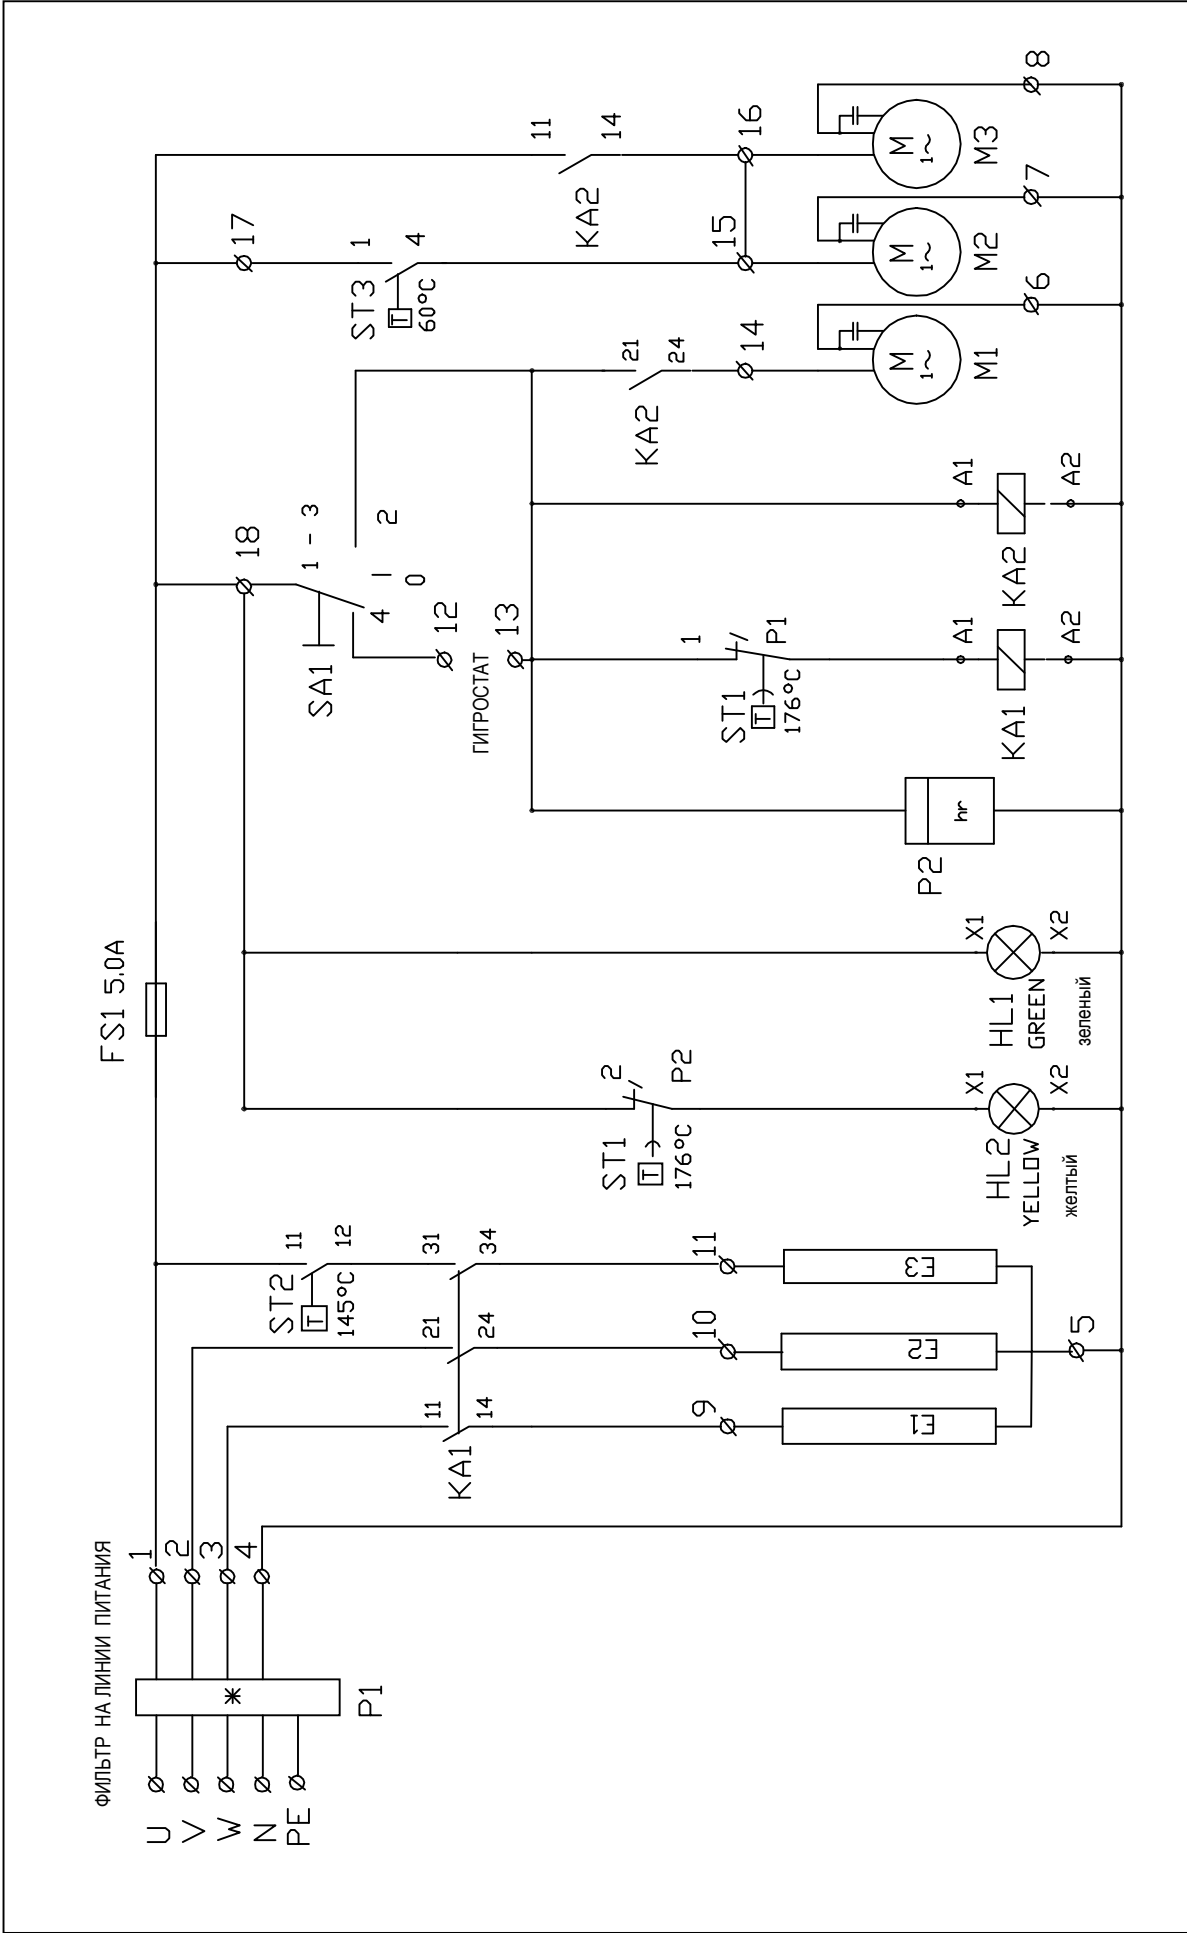 ФИЛЬТР НА ЛИНИИ ПИТАНИЯ
U
V
W
N
PE
P1
1
2
3
4
FS1 5.0A
KA1
11
14
21
24
31
34
ST2
T
145°C
11
12
9
10
11
E1
E2
E3
5
ST1
T
176°C
2
P2
HL2
YELLOW
желтый
X1
X2
HL1
GREEN
зеленый
X1
X2
P2
hr
SA1
18
1 - 3
4
I
0
2
12
ГИГРОСТАТ
13
ST1
T
176°C
1
P1
KA1
A1
A2
KA2
A1
A2
KA2
21
24
14
M
1~
M1
6
17
ST3
T
60°C
1
4
15
M
1~
M2
7
KA2
11
14
16
M
1~
M3
8